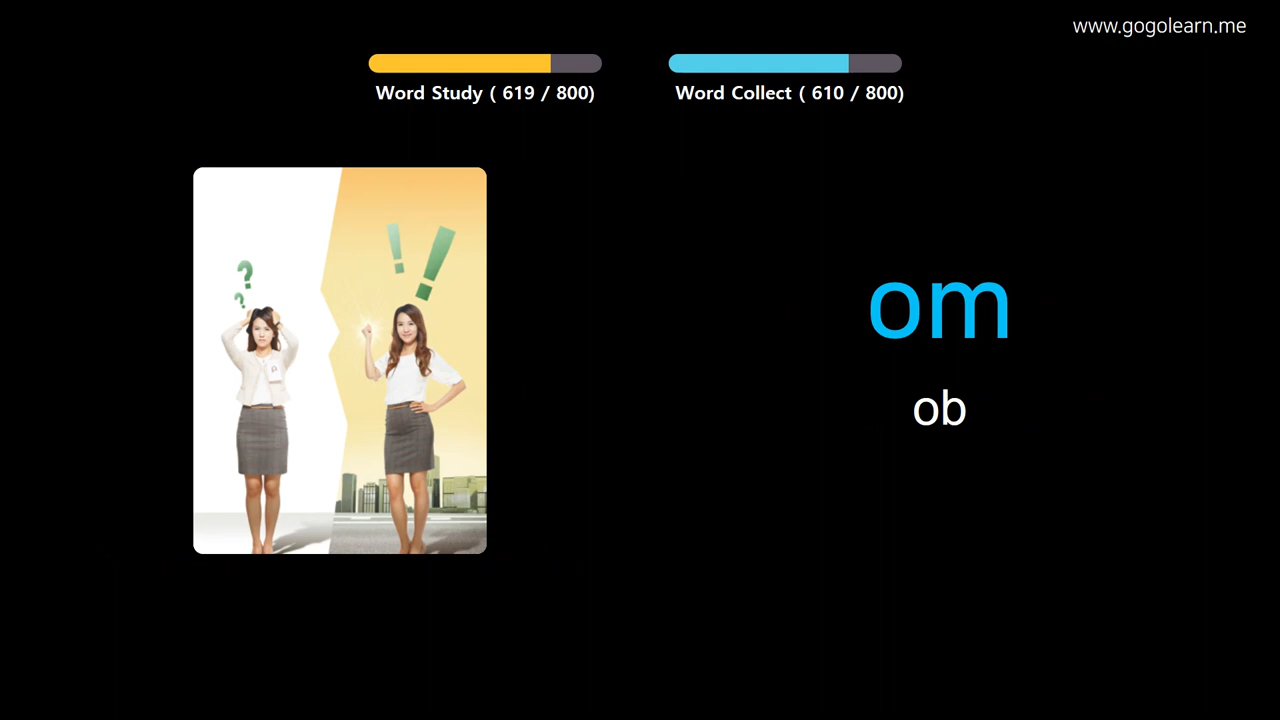 www.gogolearn.me
Word Study ( 619 / 800)
Word Collect ( 610 / 800)
? ?
! !
om
ob